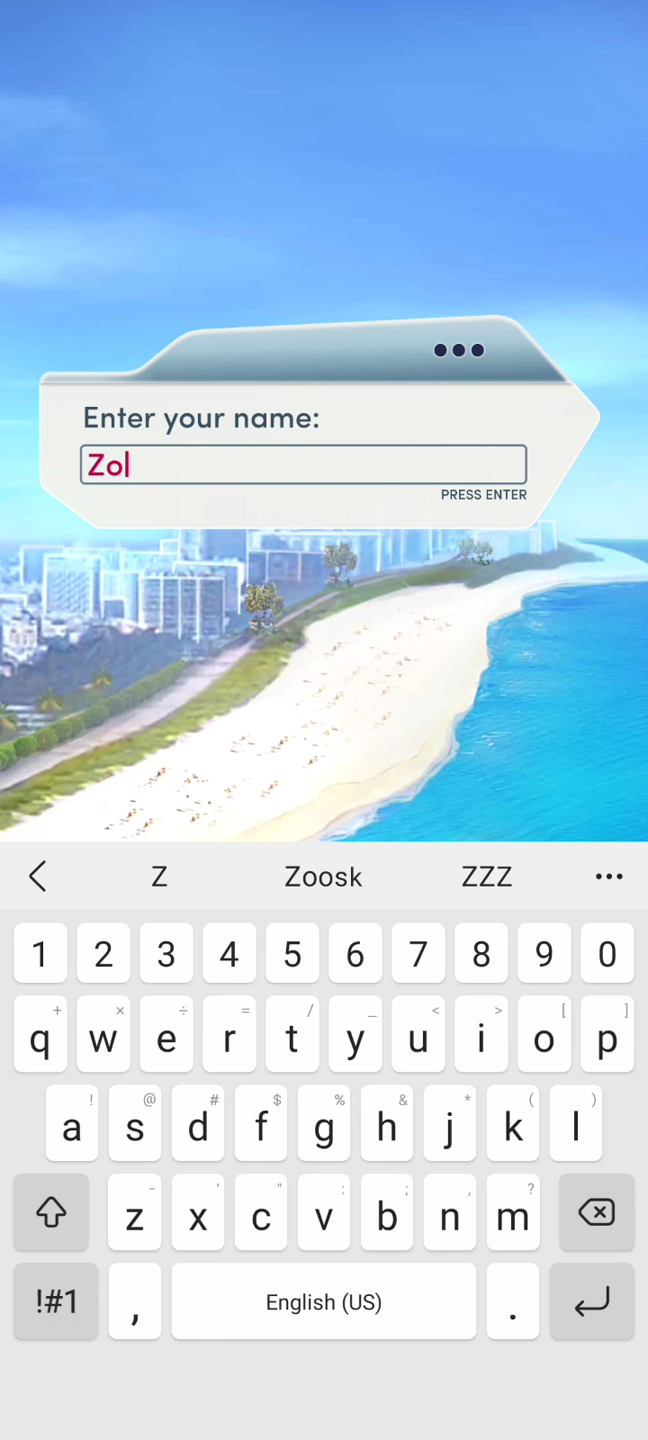 Enter your name:
Zol
PRESS ENTER
Z Zoosk ZZZ
1 2 3 4 5 6 7 8 9 0
+ × ÷ = / _ < > [ ]
q w e r t y u i o p
! @ # $ % & * ( )
a s d f g h j k l
- ' " : ; , ?
z x c v b n m
!#1 , English (US) .